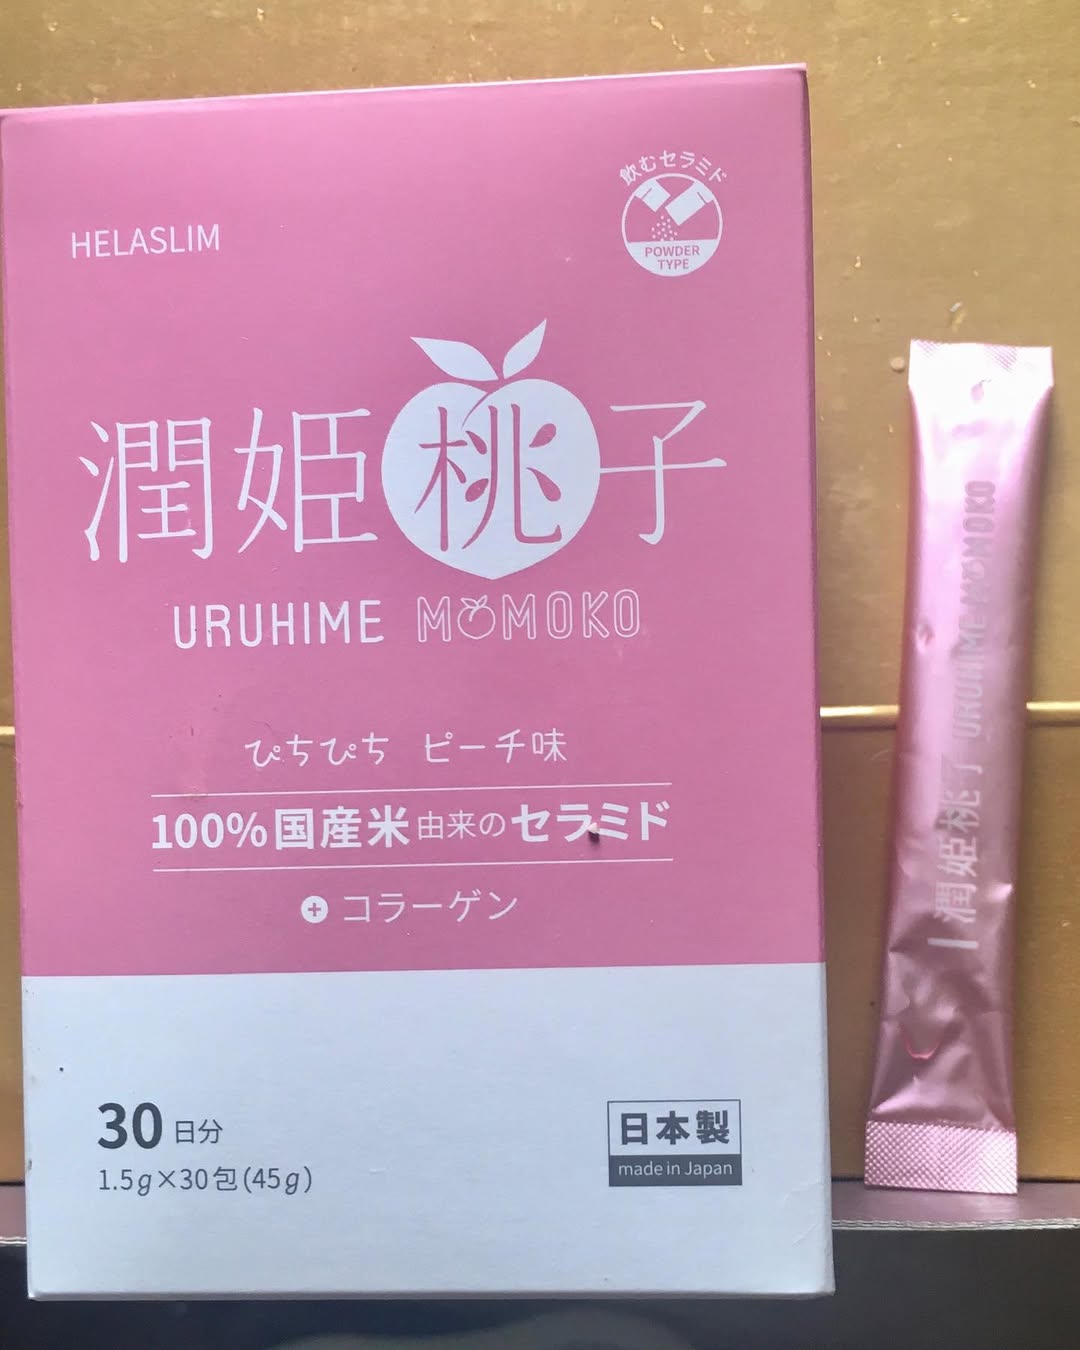 飲むセラミド
POWDER
TYPE
HELASLIM
潤姫桃子
URUHIME MOMOKO
ぴちぴち ピーチ味
100%国産米由来のセラミド
+ コラーゲン
30日分
1.5g×30包(45g)
日本製
made in Japan
潤姫桃子 URUHIME MOMOKO